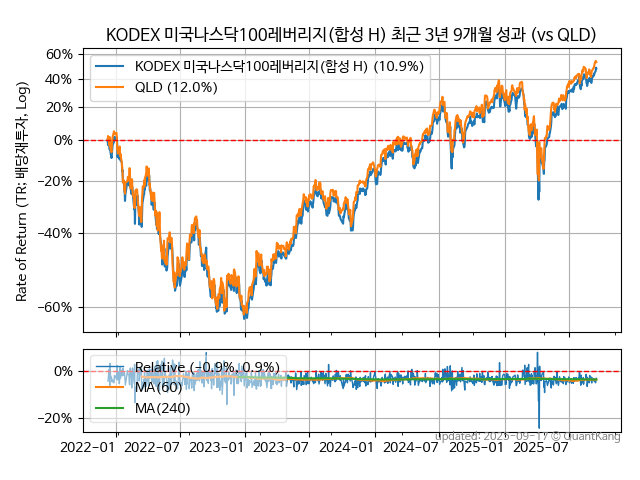 KODEX 미국나스닥100레버리지(합성 H) 최근 3년 9개월 성과 (vs QLD)
Rate of Return (TR: 배당재투자, Log)
60%
40%
20%
0%
−20%
−40%
−60%
KODEX 미국나스닥100레버리지(합성 H) (10.9%)
QLD (12.0%)
0%
−20%
Relative (−0.9%, 0.9%)
MA(60)
MA(240)
2022−01 2022−07 2023−01 2023−07 2024−01 2024−07 2025−01 2025−07
Updated: 2025−09−17 © QuantKang